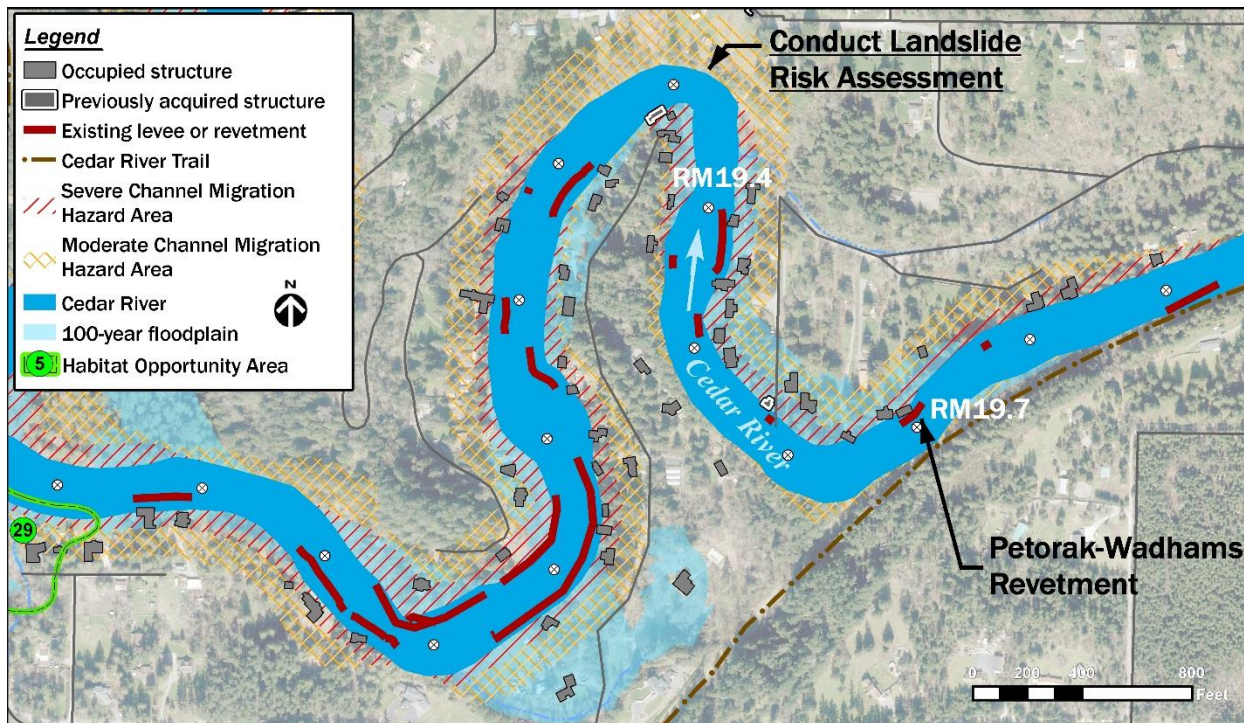 Legend
Occupied structure
Previously acquired structure
Existing levee or revetment
Cedar River Trail
Severe Channel Migration
Hazard Area
Moderate Channel Migration
Hazard Area
N
Cedar River
100-year floodplain
5
Habitat Opportunity Area
Conduct Landslide
Risk Assessment
RM19.4
Cedar River
RM19.7
29
Petorak-Wadhams
Revetment
0 200 400 800
Feet